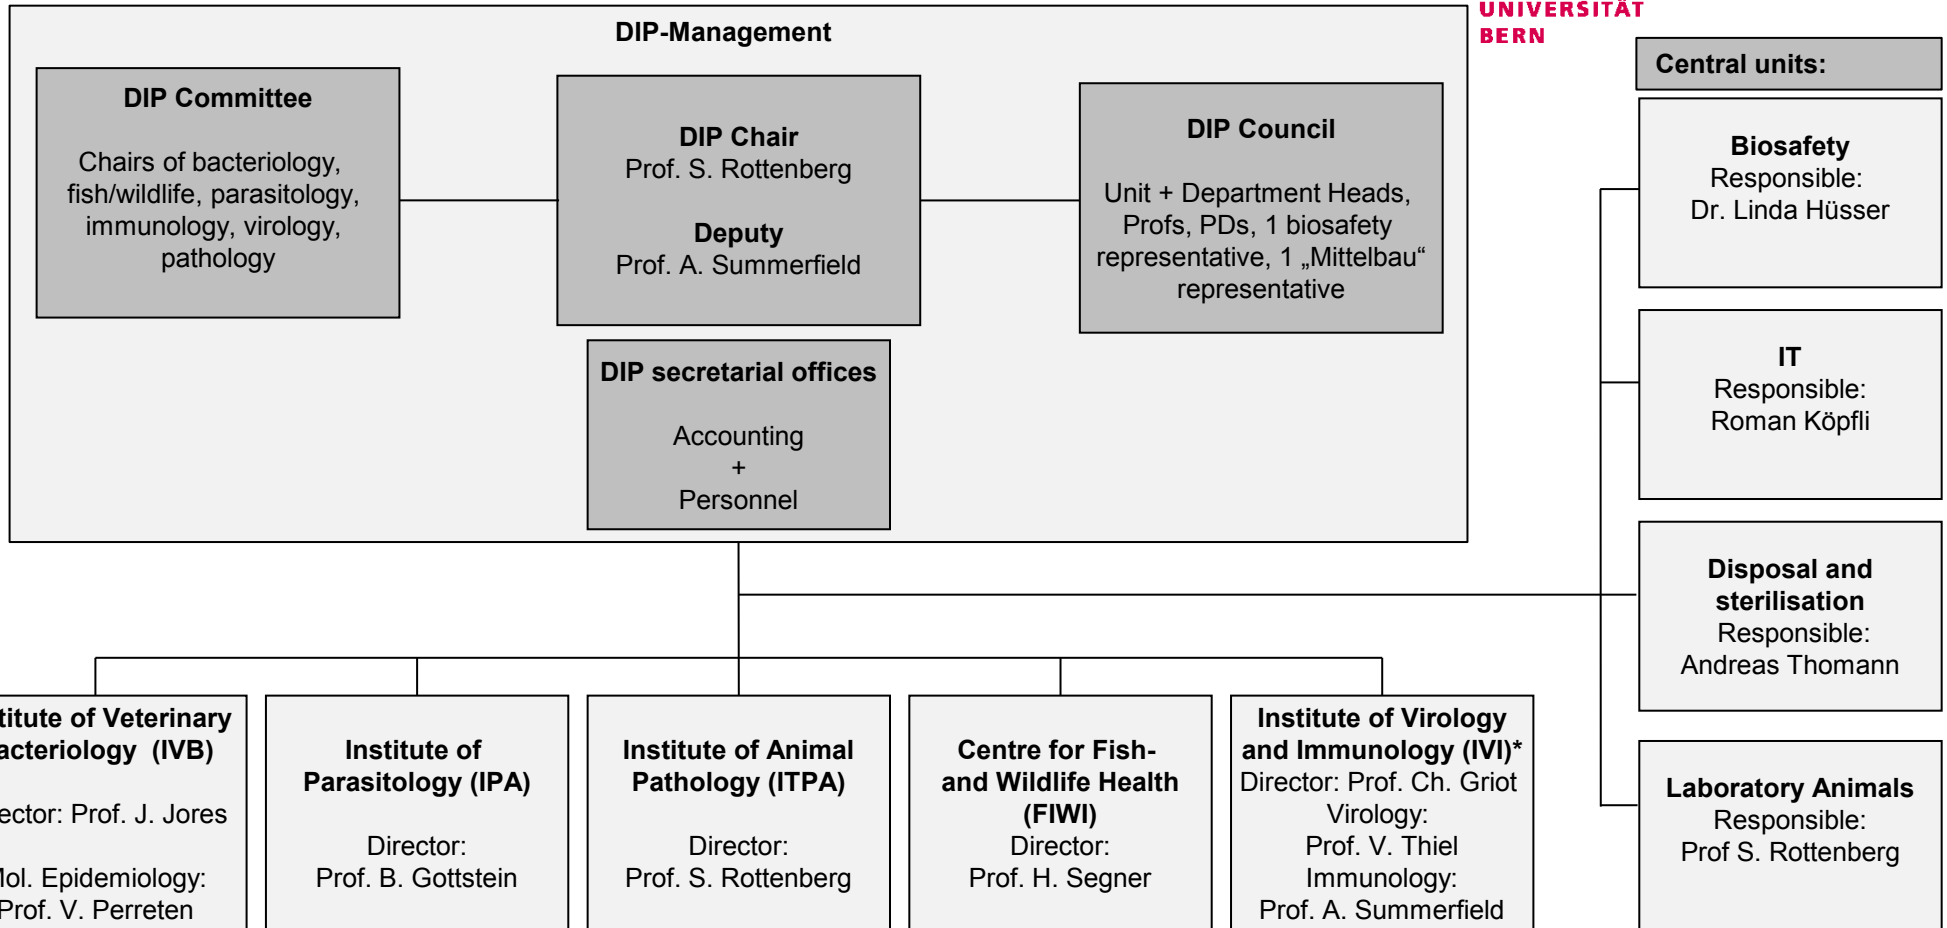 UNIVERSITÄT
BERN
DIP-Management
DIP Committee
Chairs of bacteriology,
fish/wildlife, parasitology,
immunology, virology,
pathology
DIP Chair
Prof. S. Rottenberg
Deputy
Prof. A. Summerfield
DIP Council
Unit + Department Heads,
Profs, PDs, 1 biosafety
representative, 1 „Mittelbau“
representative
DIP secretarial offices
Accounting
+
Personnel
Central units:
Biosafety
Responsible:
Dr. Linda Hüsser
IT
Responsible:
Roman Köpfli
Disposal and
sterilisation
Responsible:
Andreas Thomann
Laboratory Animals
Responsible:
Prof S. Rottenberg
of Veterinary
(IVB)
Prof. J. Jores
Epidemiology:
Prof. V. Perreten
Institute of
Parasitology (IPA)
Director:
Prof. B. Gottstein
Institute of Animal
Pathology (ITPA)
Director:
Prof. S. Rottenberg
Centre for Fish-
and Wildlife Health
(FIWI)
Director:
Prof. H. Segner
Institute of Virology
and Immunology (IVI)*
Director: Prof. Ch. Griot
Virology:
Prof. V. Thiel
Immunology:
Prof. A. Summerfield